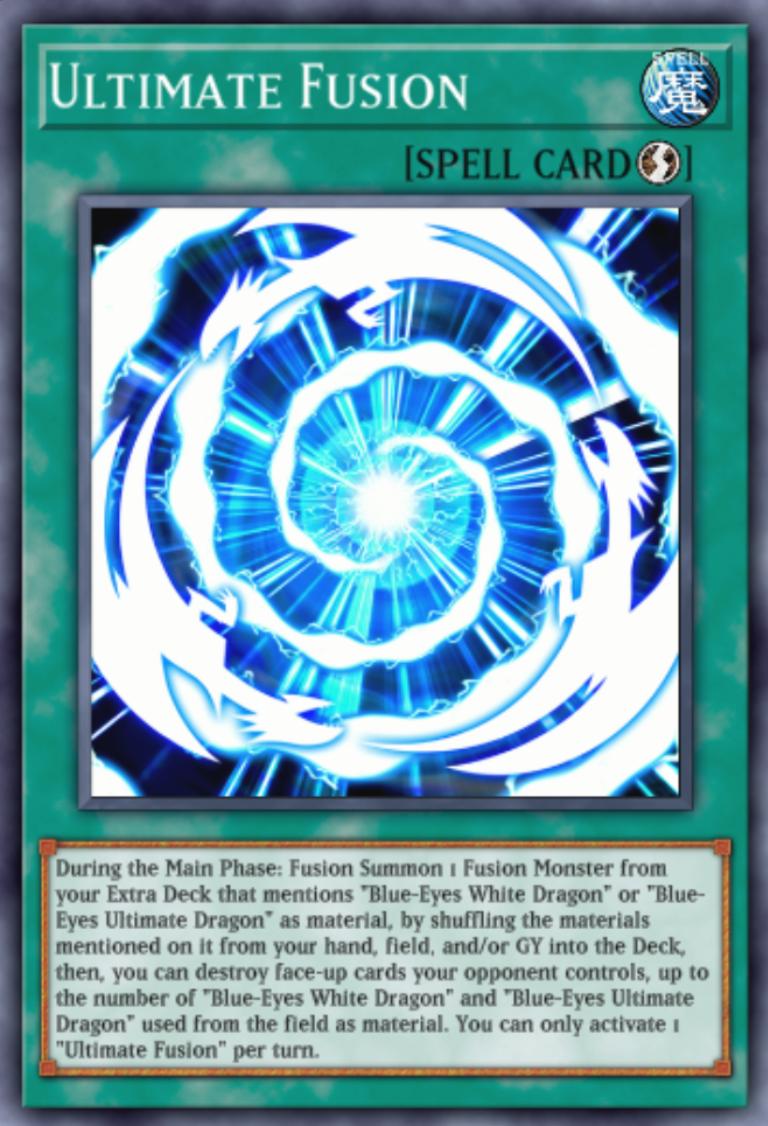 ULTIMATE FUSION
SPELL
魔
[SPELL CARD]
During the Main Phase: Fusion Summon 1 Fusion Monster from
your Extra Deck that mentions "Blue-Eyes White Dragon" or "Blue-
Eyes Ultimate Dragon" as material, by shuffling the materials
mentioned on it from your hand, field, and/or GY into the Deck,
then, you can destroy face-up cards your opponent controls, up to
the number of "Blue-Eyes White Dragon" and "Blue-Eyes Ultimate
Dragon" used from the field as material. You can only activate 1
"Ultimate Fusion" per turn.